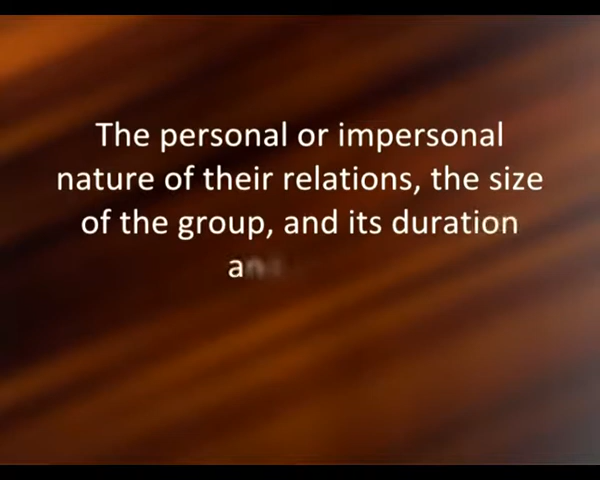 The personal or impersonal
nature of their relations, the size
of the group, and its duration